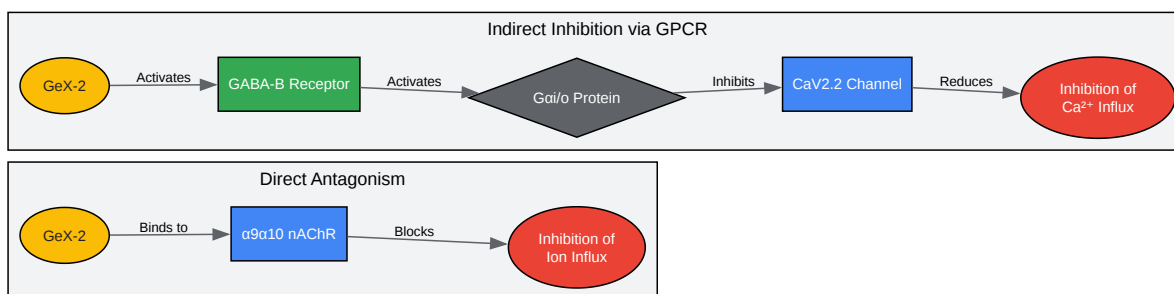 Indirect Inhibition via GPCR
GeX-2
Activates
GABA-B Receptor
Activates
Gαi/o Protein
Inhibits
CaV2.2 Channel
Reduces
Inhibition of
Ca²⁺ Influx
Direct Antagonism
GeX-2
Binds to
α9α10 nAChR
Blocks
Inhibition of
Ion Influx